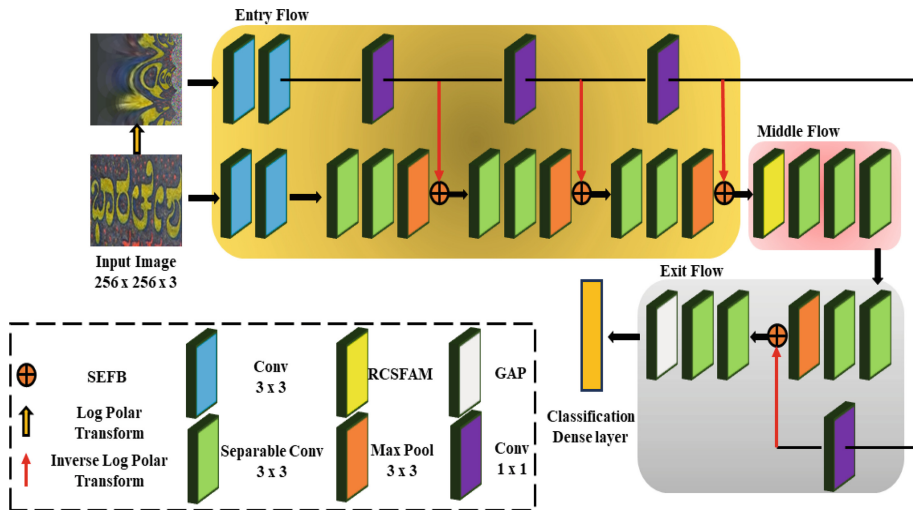 Entry Flow
Middle Flow
Input Image
256 x 256 x 3
Exit Flow
Classification
Dense layer
SEFB
Conv
3 x 3
RCSFAM
GAP
Log Polar
Transform
Separable Conv
3 x 3
Max Pool
3 x 3
Conv
1 x 1
Inverse Log Polar
Transform